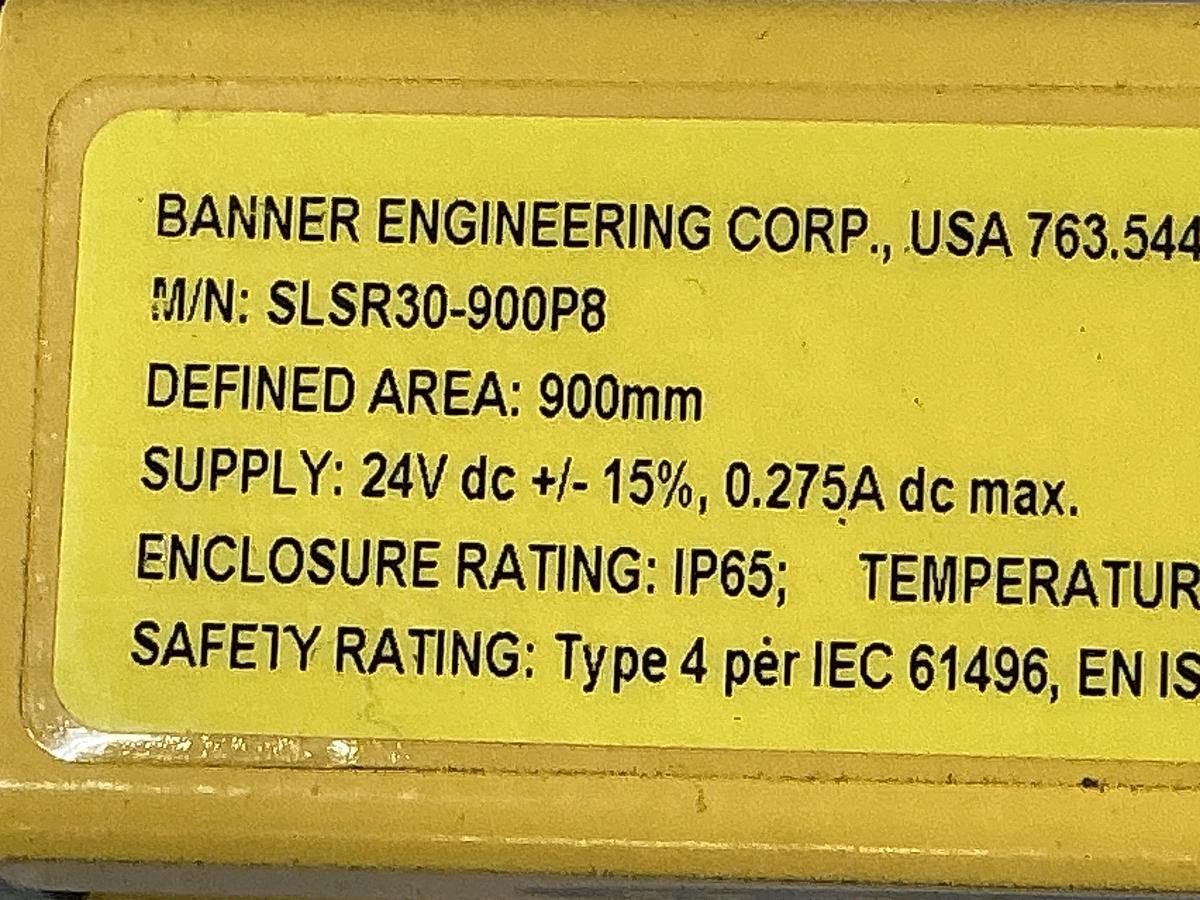 BANNER ENGINEERING CORP., USA 763.544
M/N: SLSR30-900P8
DEFINED AREA: 900mm
SUPPLY: 24V dc +/- 15%, 0.275A dc max.
ENCLOSURE RATING: IP65; TEMPERATUR
SAFETY RATING: Type 4 per IEC 61496, EN IS